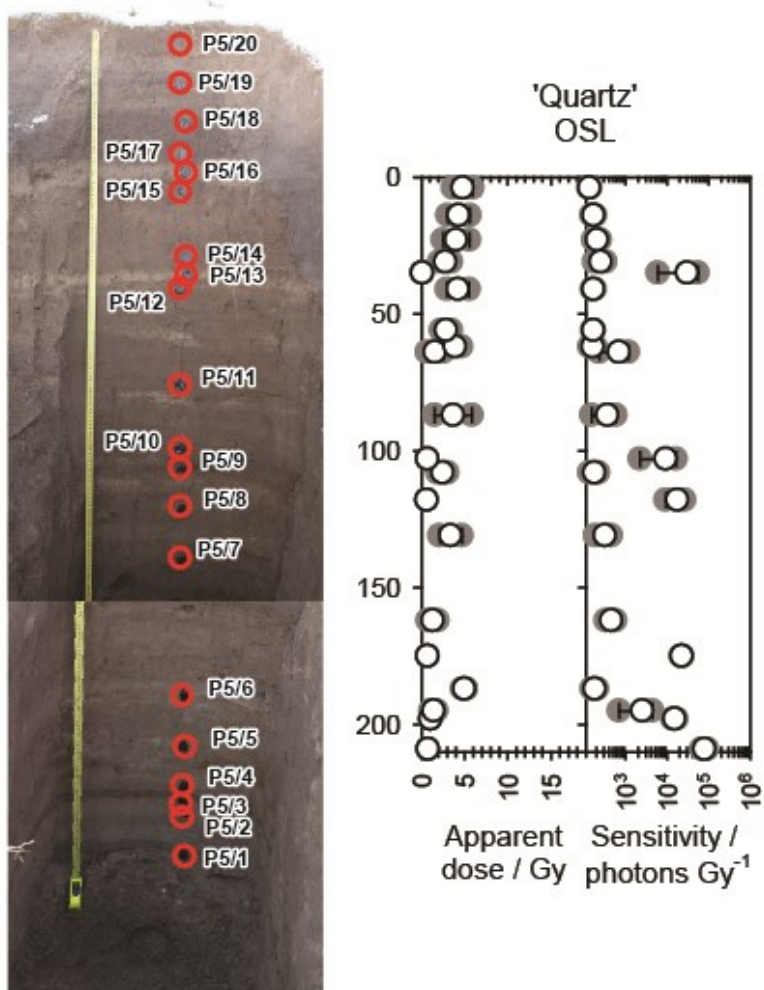 P5/20
P5/19
P5/18
P5/17
P5/16
P5/15
P5/14
P5/13
P5/12
P5/11
P5/10
P5/9
P5/8
P5/7
P5/6
P5/5
P5/4
P5/3
P5/2
P5/1
'Quartz'
OSL
0
50
100
150
200
0 5 10 15
10³ 10⁴ 10⁵ 10⁶
Apparent
dose / Gy
Sensitivity /
photons Gy⁻¹